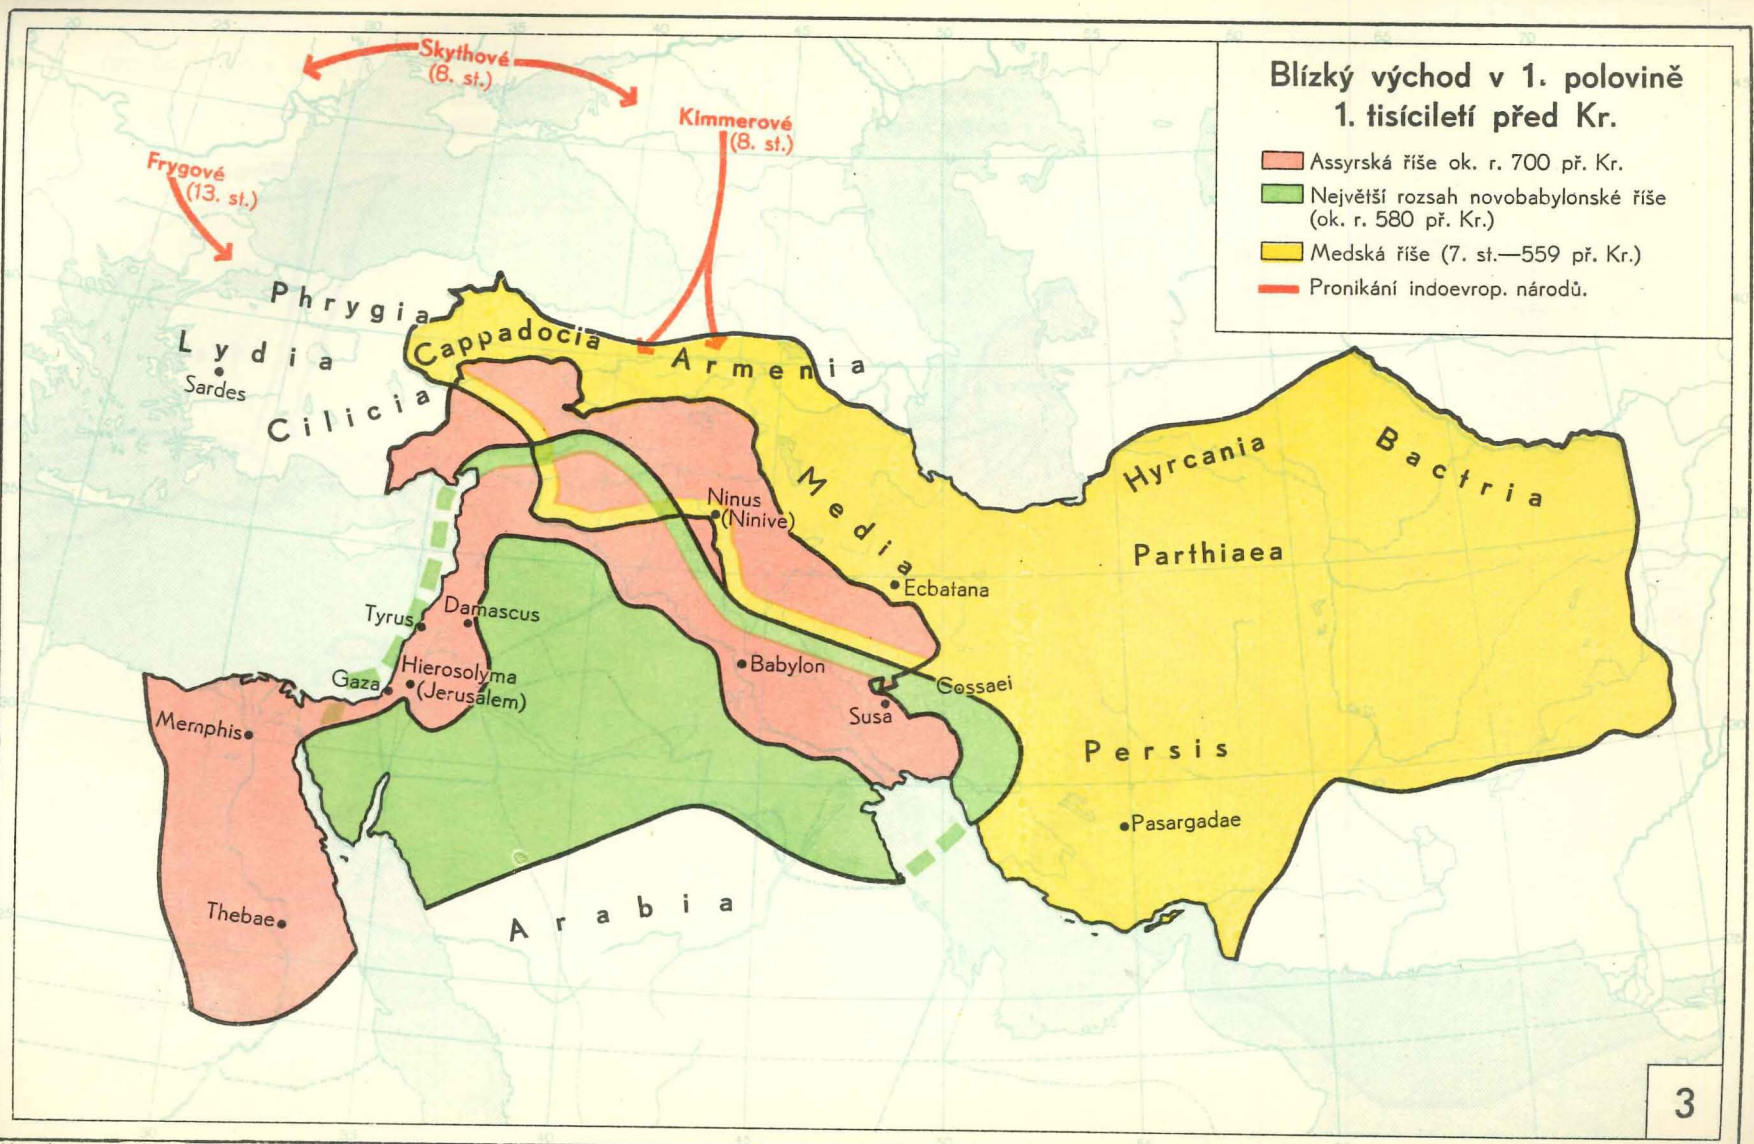 Blízký východ v 1. polovině
1. tisíciletí před Kr.
Assyrská říše ok. r. 700 př. Kr.
Největší rozsah novobabylonské říše
(ok. r. 580 př. Kr.)
Medská říše (7. st.—559 př. Kr.)
Pronikání indoevrop. národů.
Skythové
(8. st.)
Kimmerové
(8. st.)
Frygové
(13. st.)
Phrygia
Lydia
Sardes
Cilicia
Cappadocia
Armenia
Media
Hyrcania
Bactria
Ninus
(Ninive)
Parthiaea
Ecbatana
Tyrus
Damascus
Babylon
Hierosolyma
(Jerusalem)
Gaza
Cossaei
Susa
Memphis
Persis
Pasargadae
Thebae
Arabia
3